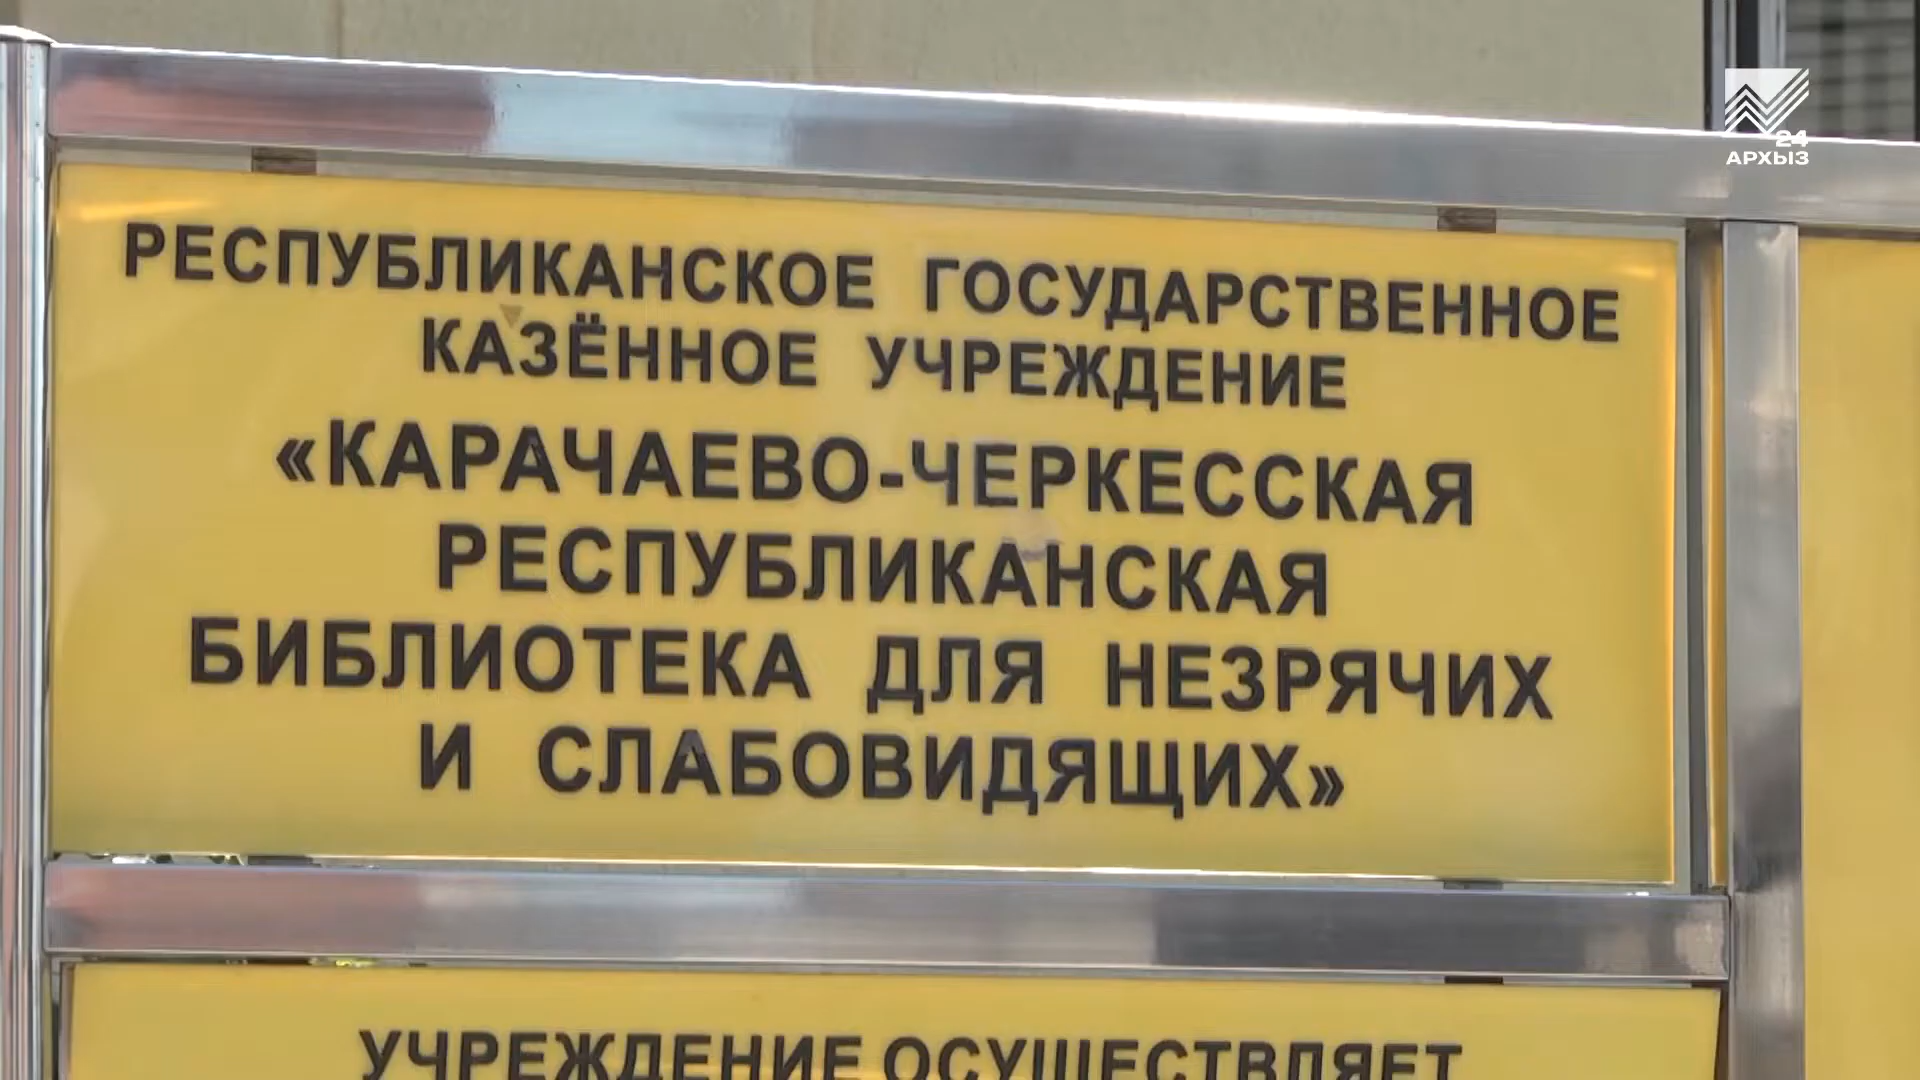 24
АРХЫЗ
РЕСПУБЛИКАНСКОЕ ГОСУДАРСТВЕННОЕ
КАЗЁННОЕ УЧРЕЖДЕНИЕ
«КАРАЧАЕВО-ЧЕРКЕССКАЯ
РЕСПУБЛИКАНСКАЯ
БИБЛИОТЕКА ДЛЯ НЕЗРЯЧИХ
И СЛАБОВИДЯЩИХ»
УЧРЕЖДЕНИЕ ОСУЩЕСТВЛЯЕТ